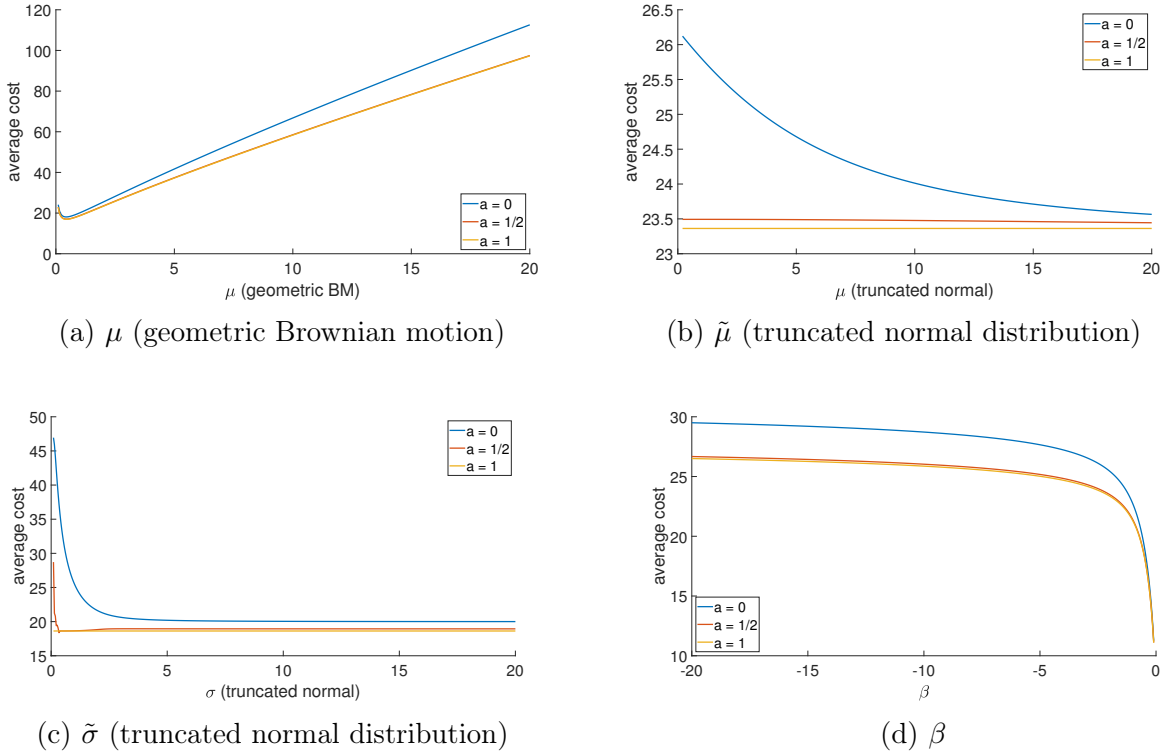 120
100
80
60
40
20
0
average cost
0 5 10 15 20
μ (geometric BM)
a = 0
a = 1/2
a = 1
(a) μ (geometric Brownian motion)
26.5
26
25.5
25
24.5
24
23.5
23
average cost
0 5 10 15 20
μ (truncated normal)
a = 0
a = 1/2
a = 1
(b) μ̃ (truncated normal distribution)
50
45
40
35
30
25
20
15
average cost
0 5 10 15 20
σ (truncated normal)
a = 0
a = 1/2
a = 1
(c) σ̃ (truncated normal distribution)
30
25
20
15
10
average cost
-20 -15 -10 -5 0
β
a = 0
a = 1/2
a = 1
(d) β